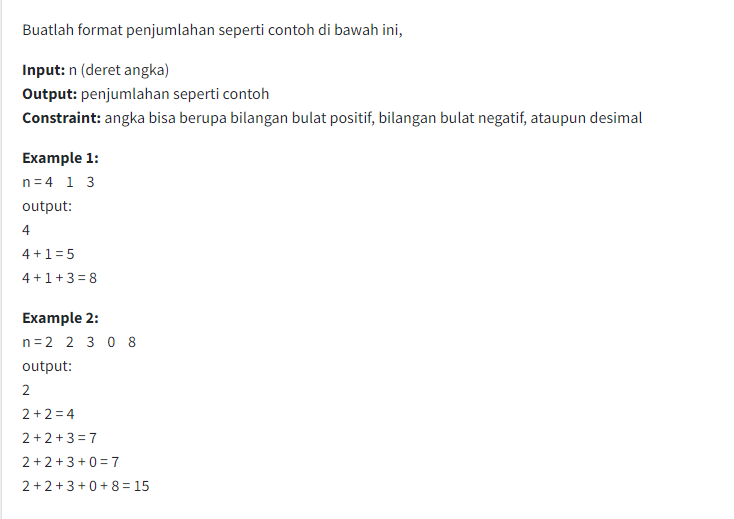 Buatlah format penjumlahan seperti contoh di bawah ini,
Input: n (deret angka)
Output: penjumlahan seperti contoh
Constraint: angka bisa berupa bilangan bulat positif, bilangan bulat negatif, ataupun desimal
Example 1:
n = 4 1 3
output:
4
4 + 1 = 5
4 + 1 + 3 = 8
Example 2:
n = 2 2 3 0 8
output:
2
2 + 2 = 4
2 + 2 + 3 = 7
2 + 2 + 3 + 0 = 7
2 + 2 + 3 + 0 + 8 = 15